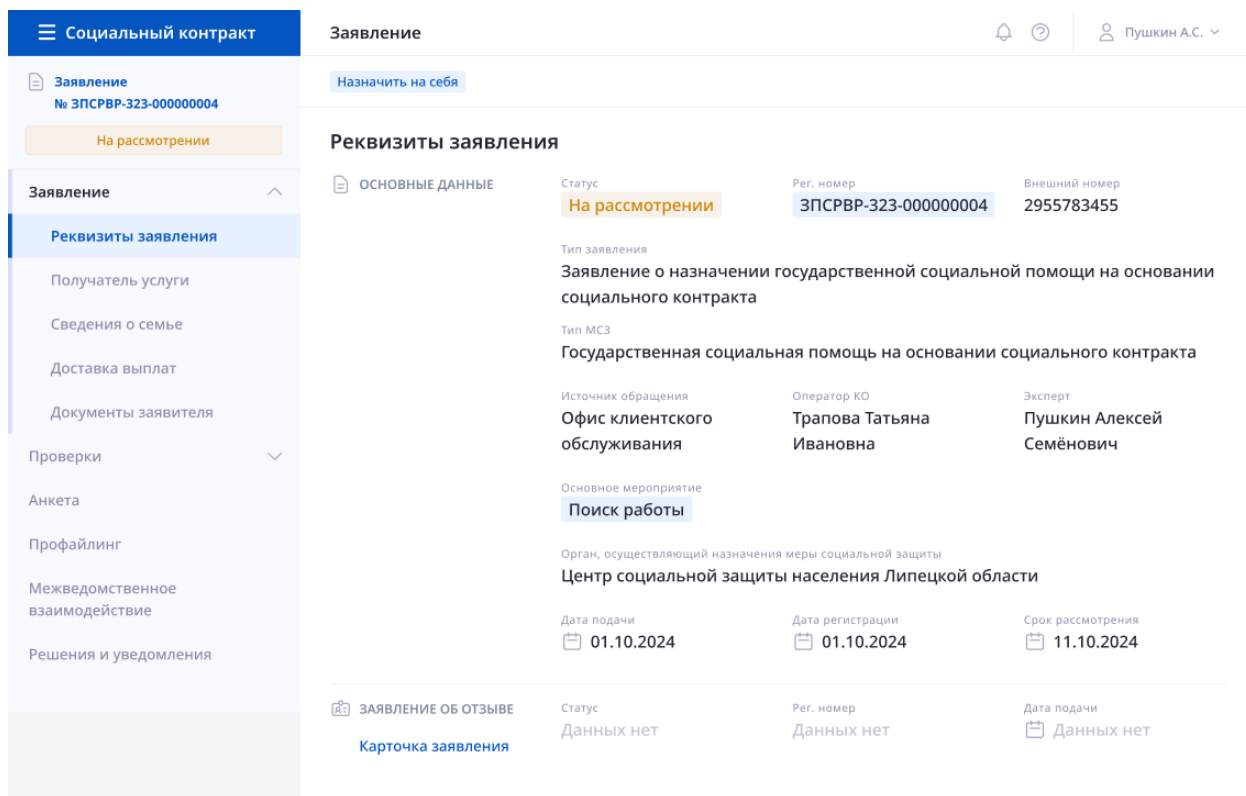 Социальный контракт
Заявление
Пушкин А.С.
Заявление
№ ЗПСРВР-323-000000004
На рассмотрении
Заявление
Реквизиты заявления
Получатель услуги
Сведения о семье
Доставка выплат
Документы заявителя
Проверки
Анкета
Профайлинг
Межведомственное
взаимодействие
Решения и уведомления
Назначить на себя
Реквизиты заявления
ОСНОВНЫЕ ДАННЫЕ
Статус
На рассмотрении
Рег. номер
ЗПСРВР-323-000000004
Внешний номер
2955783455
Тип заявления
Заявление о назначении государственной социальной помощи на основании
социального контракта
Тип МСЗ
Государственная социальная помощь на основании социального контракта
Источник обращения
Офис клиентского
обслуживания
Оператор КО
Трапова Татьяна
Ивановна
Эксперт
Пушкин Алексей
Семёнович
Основное мероприятие
Поиск работы
Орган, осуществляющий назначения меры социальной защиты
Центр социальной защиты населения Липецкой области
Дата подачи
01.10.2024
Дата регистрации
01.10.2024
Срок рассмотрения
11.10.2024
ЗАЯВЛЕНИЕ ОБ ОТЗЫВЕ
Карточка заявления
Статус
Данных нет
Рег. номер
Данных нет
Дата подачи
Данных нет